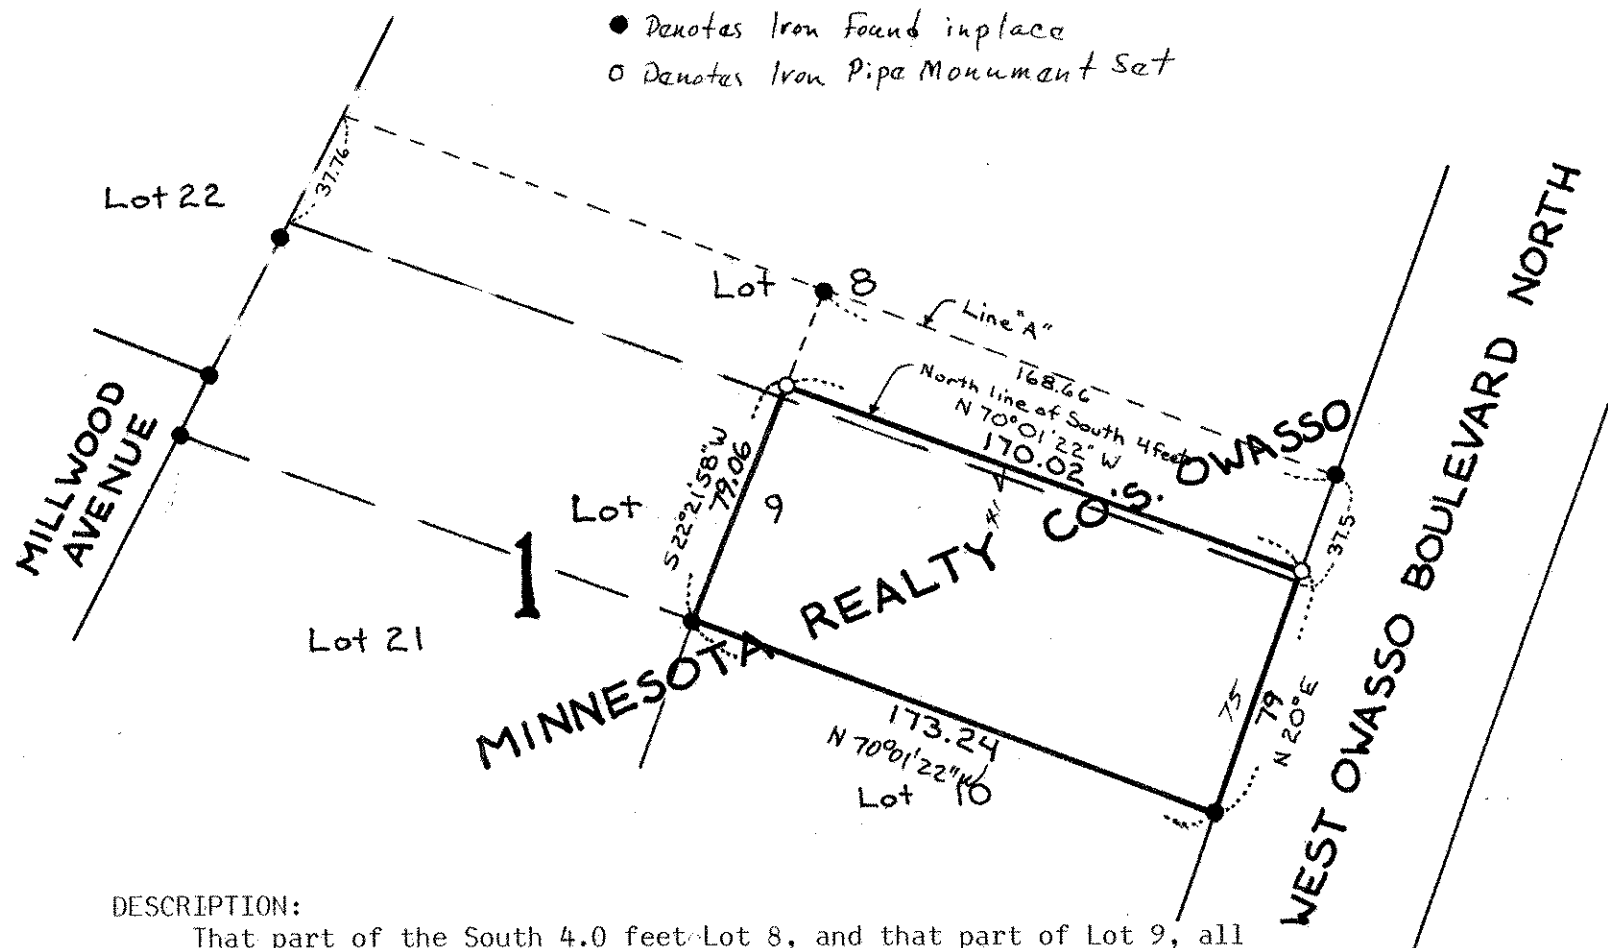 ● Denotes Iron Found inplace
○ Denotes Iron Pipe Monument Set
37.76
Lot 22
Lot 8
Line "A"
168.66
North line of South 4 feet
N 70°01'22" W
170.02
MILLWOOD
AVENUE
Lot 9
S 22°21'58" W
79.06
37.5
1
Lot 21
MINNESOTA REALTY CO'S. OWASSO
75
79
N 20° E
173.24
N 70°01'22" W
Lot 10
WEST OWASSO BOULEVARD NORTH
DESCRIPTION:
That part of the South 4.0 feet Lot 8, and that part of Lot 9, all